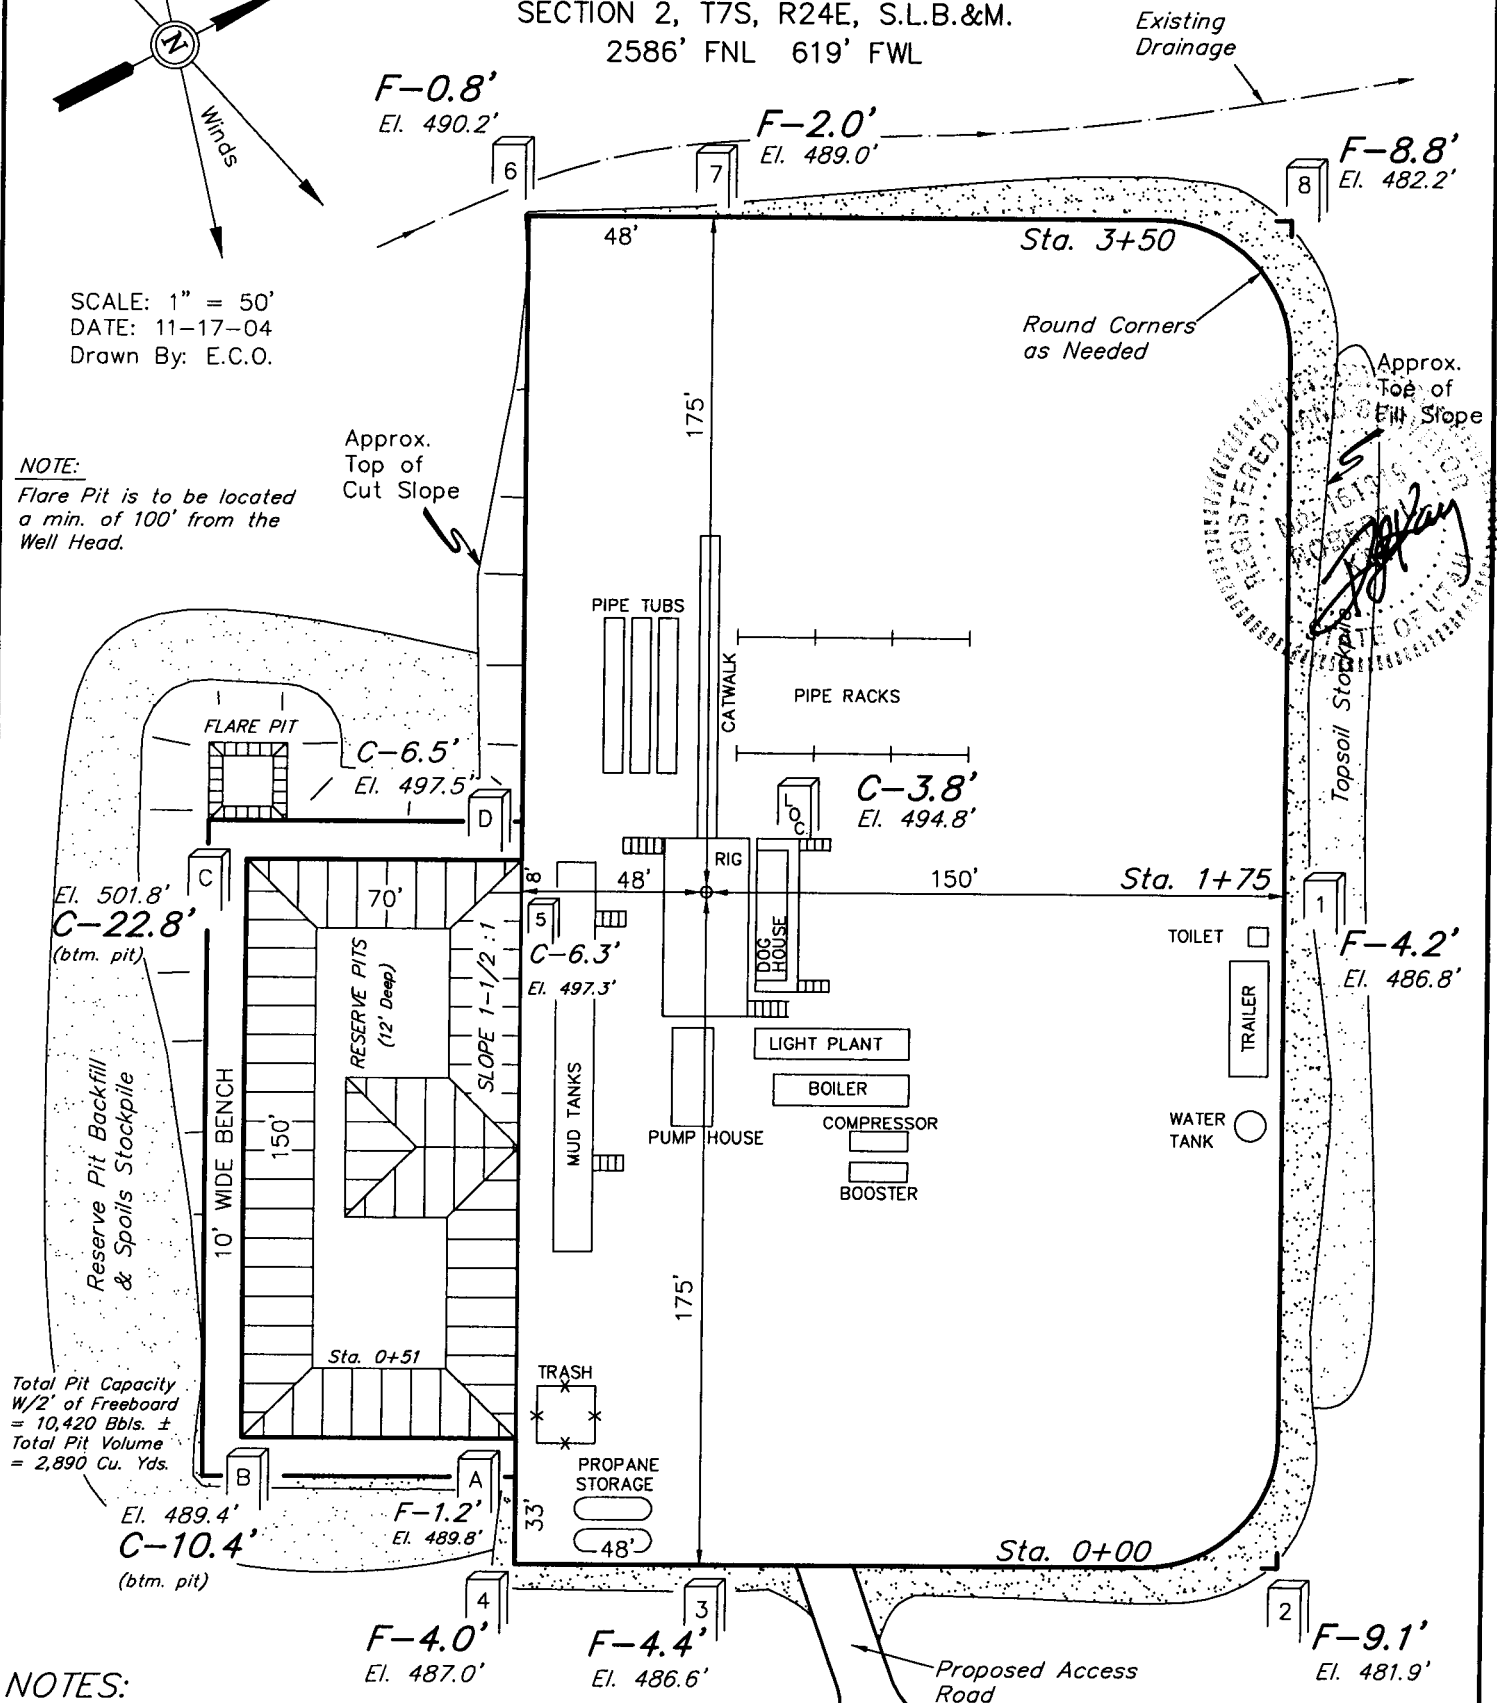 SECTION 2, T7S, R24E, S.L.B.&M.
2586' FNL 619' FWL
Existing
Drainage
N
Winds
F-0.8'
El. 490.2'
F-2.0'
El. 489.0'
F-8.8'
El. 482.2'
6
7
8
48'
Sta. 3+50
SCALE: 1" = 50'
DATE: 11-17-04
Drawn By: E.C.O.
Round Corners
as Needed
Approx.
Toe of
Fill Slope
175'
Approx.
Top of
Cut Slope
NOTE:
Flare Pit is to be located
a min. of 100' from the
Well Head.
REGISTERED LAND
STATE OF UTAH
Topsoil Stockpile
PIPE TUBS
CATWALK
PIPE RACKS
FLARE PIT
C-6.5'
El. 497.5'
D
LOC.
C-3.8'
El. 494.8'
C
El. 501.8'
C-22.8'
(btm. pit)
70'
8'
48'
RIG
150'
Sta. 1+75
1
5
C-6.3'
El. 497.3'
DOG
HOUSE
TOILET
F-4.2'
El. 486.8'
TRAILER
RESERVE PITS
(12' Deep)
SLOPE 1-1/2 : 1
LIGHT PLANT
BOILER
COMPRESSOR
BOOSTER
PUMP HOUSE
MUD TANKS
WATER
TANK
Reserve Pit Backfill
& Spoils Stockpile
10' WIDE BENCH
150'
175'
Sta. 0+51
TRASH
Total Pit Capacity
W/2' of Freeboard
= 10,420 Bbls. ±
Total Pit Volume
= 2,890 Cu. Yds.
B
A
PROPANE
STORAGE
El. 489.4'
C-10.4'
(btm. pit)
F-1.2'
El. 489.8'
33'
48'
Sta. 0+00
4
3
2
F-4.0'
El. 487.0'
F-4.4'
El. 486.6'
F-9.1'
El. 481.9'
Proposed Access
Road
NOTES: